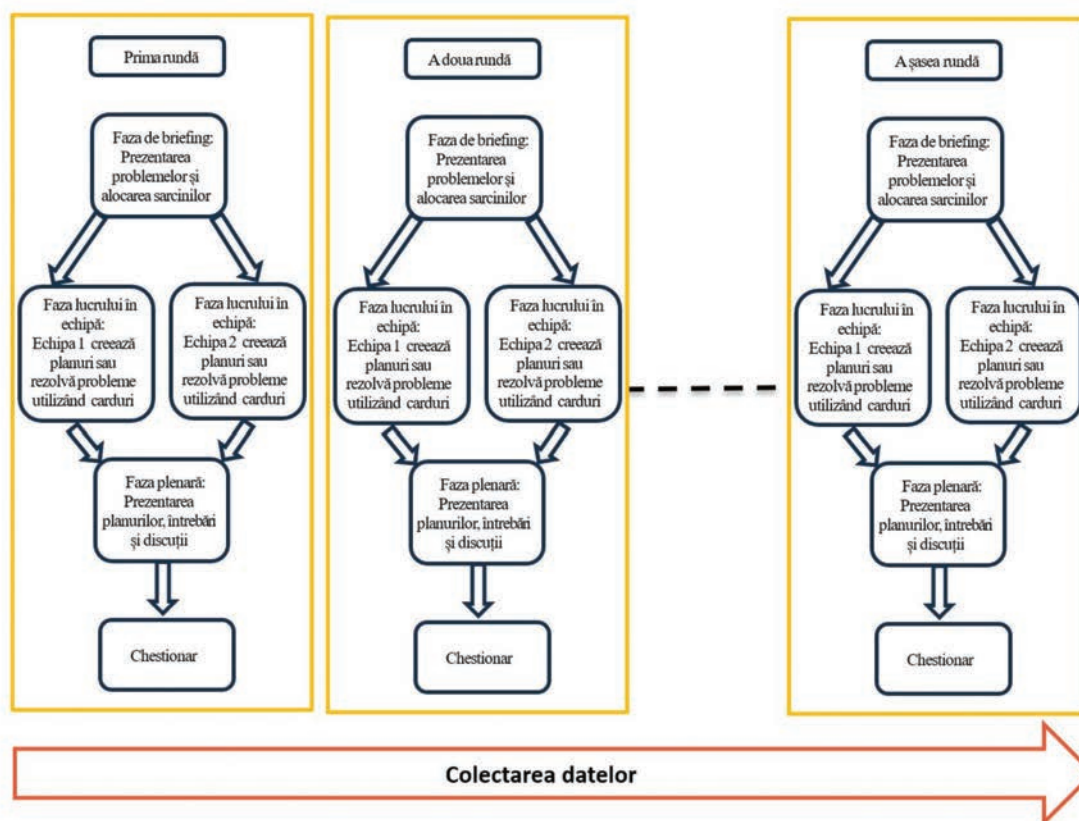 Prima rundă
Faza de briefing:
Prezentarea
problemelor și
alocarea sarcinilor
Faza lucrului în
echipă:
Echipa 1 creează
planuri sau
rezolvă probleme
utilizând carduri
Faza lucrului în
echipă:
Echipa 2 creează
planuri sau
rezolvă probleme
utilizând carduri
Faza plenară:
Prezentarea
planurilor, întrebări
și discuții
Chestionar
A doua rundă
Faza de briefing:
Prezentarea
problemelor și
alocarea sarcinilor
Faza lucrului în
echipă:
Echipa 1 creează
planuri sau
rezolvă probleme
utilizând carduri
Faza lucrului în
echipă:
Echipa 2 creează
planuri sau
rezolvă probleme
utilizând carduri
Faza plenară:
Prezentarea
planurilor, întrebări
și discuții
Chestionar
A șasea rundă
Faza de briefing:
Prezentarea
problemelor și
alocarea sarcinilor
Faza lucrului în
echipă:
Echipa 1 creează
planuri sau
rezolvă probleme
utilizând carduri
Faza lucrului în
echipă:
Echipa 2 creează
planuri sau
rezolvă probleme
utilizând carduri
Faza plenară:
Prezentarea
planurilor, întrebări
și discuții
Chestionar
Colectarea datelor